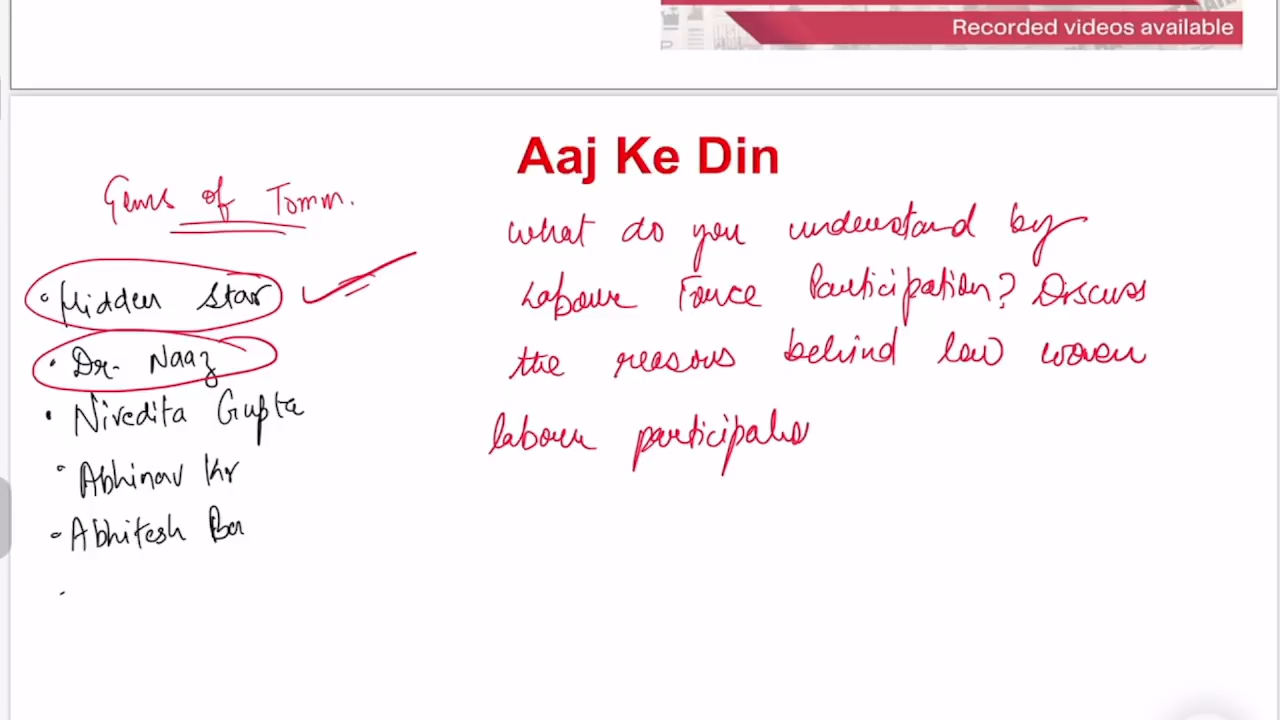 Recorded videos available
Aaj Ke Din
Gems of Tomm.
• Hidden Star
• Dr. Naaz
• Nivedita Gupta
• Abhinav Kr
• Abhitesh
What do you understand by
Labour Force Participation? Discuss
the reasons behind low women
labour